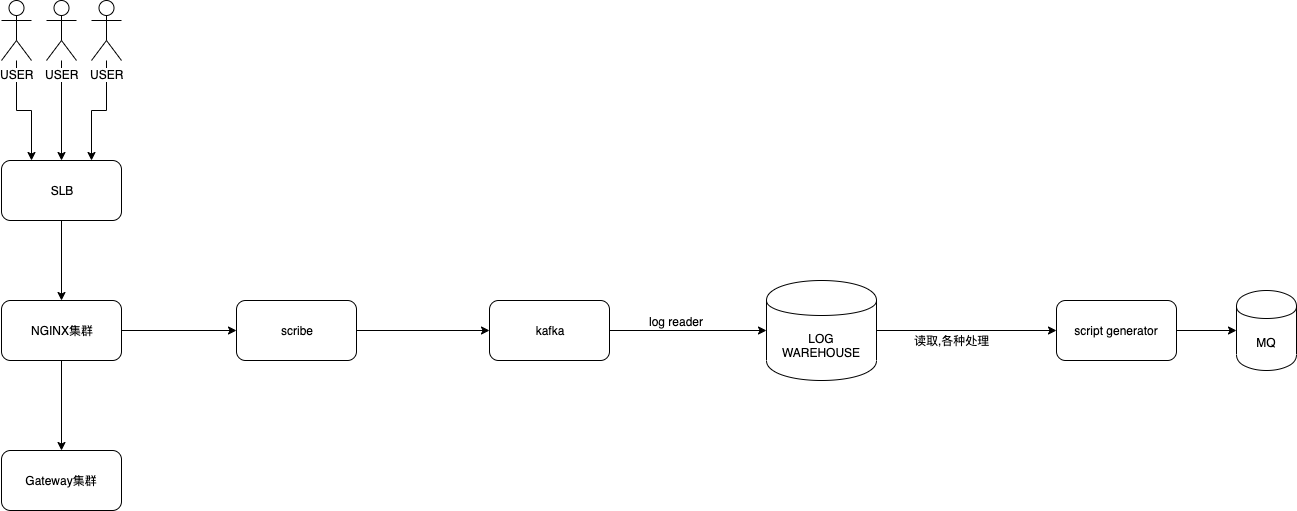 USER
USER
USER
SLB
NGINX集群
scribe
kafka
log reader
LOG
WAREHOUSE
读取,各种处理
script generator
MQ
Gateway集群